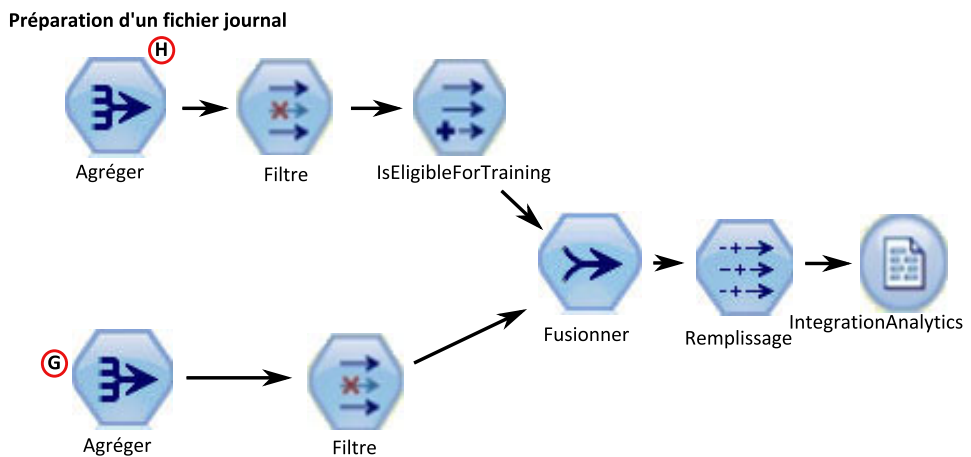 Préparation d'un fichier journal
H
Agréger
Filtre
IsEligibleForTraining
Fusionner
Remplissage
IntegrationAnalytics
G
Agréger
Filtre